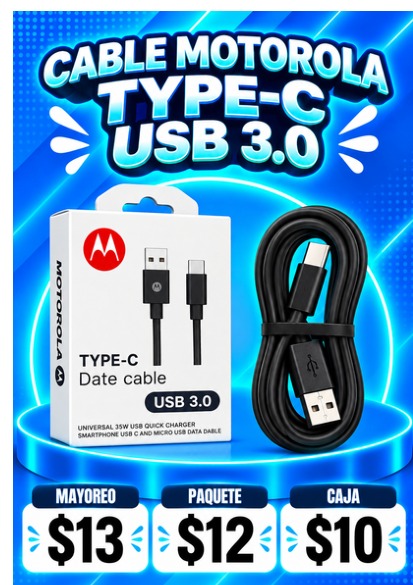 CABLE MOTOROLA
TYPE-C
USB 3.0
MOTOROLA
TYPE-C
Date cable
USB 3.0
UNIVERSAL 35W USB QUICK CHARGER
SMARTPHONE USB C AND MICRO USB DATA DABLE
MAYOREO
$13
PAQUETE
$12
CAJA
$10